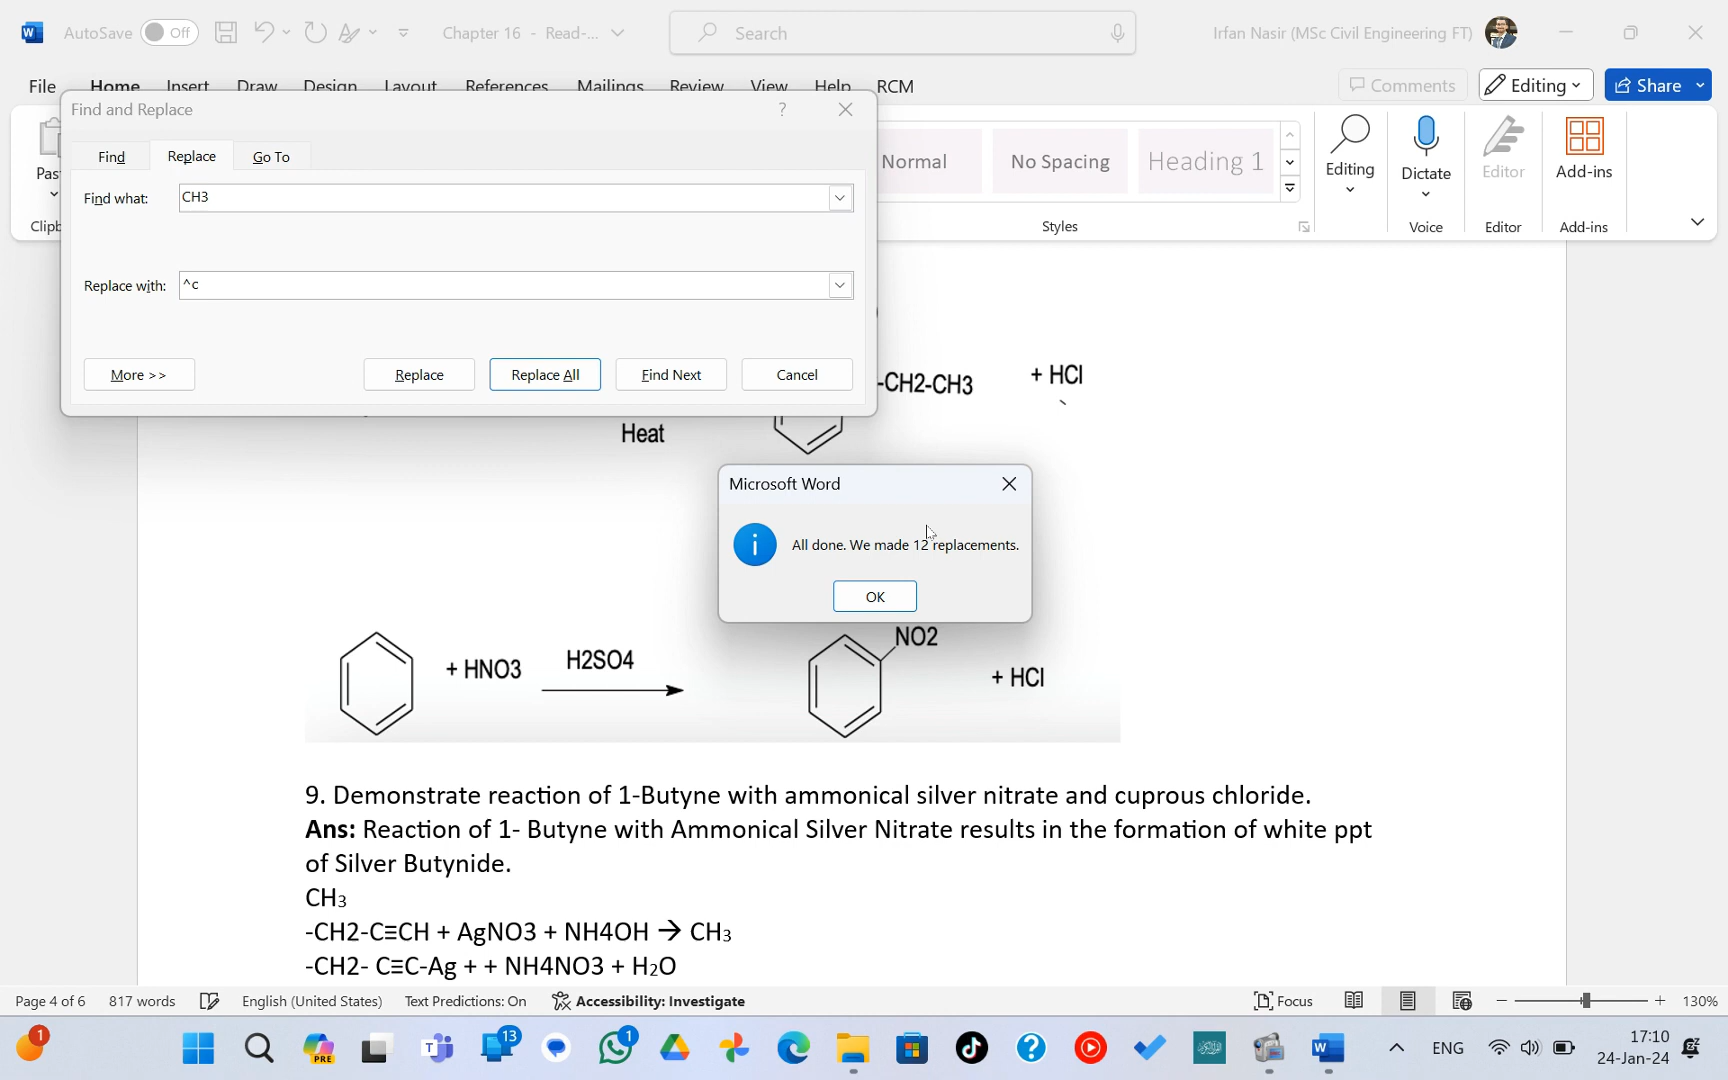 AutoSave Off Chapter 16 - Read-... Search Irfan Nasir (MSc Civil Engineering FT)
File Home Insert Draw Design Layout References Mailings Review View Help RCM Comments Editing Share
Find and Replace ?
Find Replace Go To
Find what: CH3
Replace with: ^c
More >> Replace Replace All Find Next Cancel
Normal No Spacing Heading 1
Editing Dictate Editor Add-ins
Styles Voice Editor Add-ins
-CH2-CH3 + HCl
Heat
Microsoft Word
All done. We made 12 replacements.
OK
+ HNO3 H2SO4 NO2 + HCl
9. Demonstrate reaction of 1-Butyne with ammonical silver nitrate and cuprous chloride.
Ans: Reaction of 1- Butyne with Ammonical Silver Nitrate results in the formation of white ppt
of Silver Butynide.
CH₃
-CH2-C≡CH + AgNO3 + NH4OH → CH₃
-CH2- C≡C-Ag + + NH4NO3 + H₂O
Page 4 of 6 817 words English (United States) Text Predictions: On Accessibility: Investigate Focus 130%
1 PRE 13 1 ENG 17:10
24-Jan-24